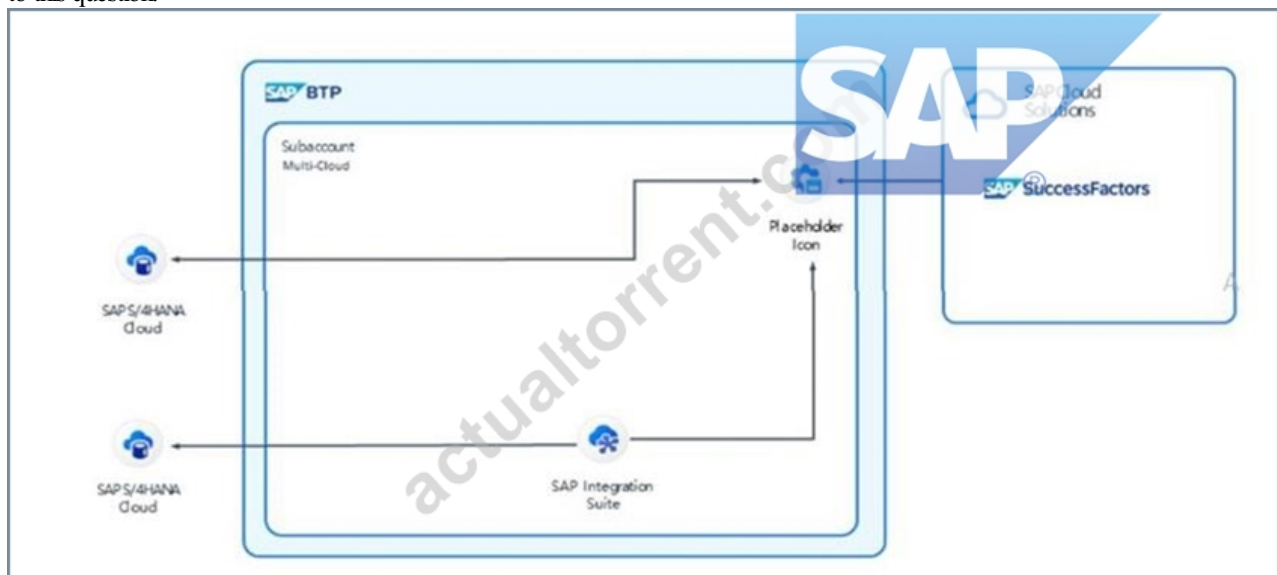 to this question.
SAP BTP
Subaccount
Multi-Cloud
SAP
®
SAP Cloud
Solutions
SAP SuccessFactors
Placeholder
Icon
SAP S/4HANA
Cloud
SAP S/4HANA
Cloud
SAP Integration
Suite
actualtorrent.com
A